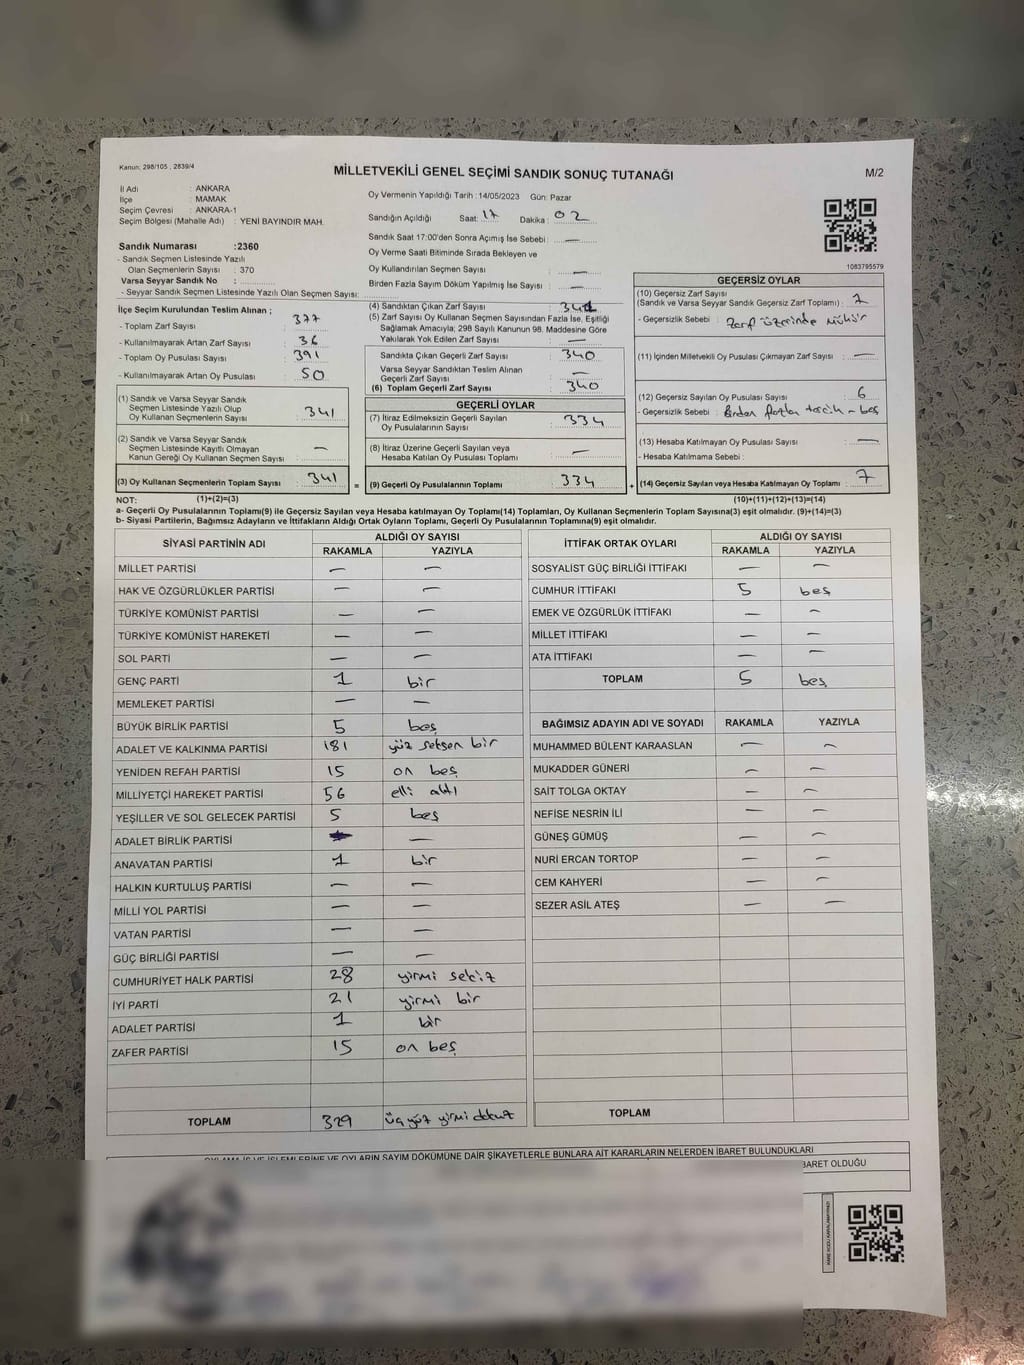 Kanun: 298/105 , 2839/4
MİLLETVEKİLİ GENEL SEÇİMİ SANDIK SONUÇ TUTANAĞI
M/2
İl Adı : ANKARA
İlçe : MAMAK
Seçim Çevresi : ANKARA-1
Seçim Bölgesi (Mahalle Adı) : YENİ BAYINDIR MAH.
Oy Vermenin Yapıldığı Tarih : 14/05/2023 Gün: Pazar
Sandığın Açıldığı Saat: 17 Dakika : 02
Sandık Saat 17:00'den Sonra Açımış İse Sebebi : —
Oy Verme Saati Bitiminde Sırada Bekleyen ve
Oy Kullandırılan Seçmen Sayısı : —
Birden Fazla Sayım Döküm Yapılmış İse Sayısı : —
Sandık Numarası :2360
- Sandık Seçmen Listesinde Yazılı
Olan Seçmenlerin Sayısı : 370
Varsa Seyyar Sandık No :
- Seyyar Sandık Seçmen Listesinde Yazılı Olan Seçmen Sayısı:
1083795579
İlçe Seçim Kurulundan Teslim Alınan ;
- Toplam Zarf Sayısı : 377
- Kullanılmayarak Artan Zarf Sayısı : 36
- Toplam Oy Pusulası Sayısı : 391
- Kullanılmayarak Artan Oy Pusulası : 50
(1) Sandık ve Varsa Seyyar Sandık
Seçmen Listesinde Yazılı Olup
Oy Kullanan Seçmenlerin Sayısı : 341
(2) Sandık ve Varsa Seyyar Sandık
Seçmen Listesinde Kayıtlı Olmayan
Kanun Gereği Oy Kullanan Seçmen Sayısı : —
(3) Oy Kullanan Seçmenlerin Toplam Sayısı : 341
(4) Sandıktan Çıkan Zarf Sayısı : 341
(5) Zarf Sayısı Oy Kullanan Seçmen Sayısından Fazla İse, Eşitliği
Sağlamak Amacıyla; 298 Sayılı Kanunun 98. Maddesine Göre
Yakılarak Yok Edilen Zarf Sayısı : —
Sandıkta Çıkan Geçerli Zarf Sayısı : 340
Varsa Seyyar Sandıktan Teslim Alınan
Geçerli Zarf Sayısı : —
(6) Toplam Geçerli Zarf Sayısı : 340
GEÇERLİ OYLAR
(7) İtiraz Edilmeksizin Geçerli Sayılan
Oy Pusulalarının Sayısı : 334
(8) İtiraz Üzerine Geçerli Sayılan veya
Hesaba Katılan Oy Pusulası Toplamı : —
= (9) Geçerli Oy Pusulalarının Toplamı : 334 +
GEÇERSİZ OYLAR
(10) Geçersiz Zarf Sayısı
(Sandık ve Varsa Seyyar Sandık Geçersiz Zarf Toplamı) : 1
- Geçersizlik Sebebi : Zarf üzerinde mühür
(11) İçinden Milletvekili Oy Pusulası Çıkmayan Zarf Sayısı : —
(12) Geçersiz Sayılan Oy Pusulası Sayısı : 6
- Geçersizlik Sebebi : Birden fazla tercih - boş
(13) Hesaba Katılmayan Oy Pusulası Sayısı : —
- Hesaba Katılmama Sebebi :
(14) Geçersiz Sayılan veya Hesaba Katılmayan Oy Toplamı : 7
NOT: (1)+(2)=(3) (10)+(11)+(12)+(13)=(14)
a- Geçerli Oy Pusulalarının Toplamı(9) ile Geçersiz Sayılan veya Hesaba katılmayan Oy Toplamı(14) Toplamları, Oy Kullanan Seçmenlerin Toplam Sayısına(3) eşit olmalıdır. (9)+(14)=(3)
b- Siyasi Partilerin, Bağımsız Adayların ve İttifakların Aldığı Ortak Oyların Toplamı, Geçerli Oy Pusulalarının Toplamına(9) eşit olmalıdır.
SİYASİ PARTİNİN ADI ALDIĞI OY SAYISI
RAKAMLA YAZIYLA
MİLLET PARTİSİ — —
HAK VE ÖZGÜRLÜKLER PARTİSİ — —
TÜRKİYE KOMÜNİST PARTİSİ — —
TÜRKİYE KOMÜNİST HAREKETİ — —
SOL PARTİ — —
GENÇ PARTİ 1 bir
MEMLEKET PARTİSİ — —
BÜYÜK BİRLİK PARTİSİ 5 beş
ADALET VE KALKINMA PARTİSİ 181 yüz seksen bir
YENİDEN REFAH PARTİSİ 15 on beş
MİLLİYETÇİ HAREKET PARTİSİ 56 elli altı
YEŞİLLER VE SOL GELECEK PARTİSİ 5 beş
ADALET BİRLİK PARTİSİ —
ANAVATAN PARTİSİ 1 bir
HALKIN KURTULUŞ PARTİSİ — —
MİLLİ YOL PARTİSİ — —
VATAN PARTİSİ — —
GÜÇ BİRLİĞİ PARTİSİ — —
CUMHURİYET HALK PARTİSİ 28 yirmi sekiz
İYİ PARTİ 21 yirmi bir
ADALET PARTİSİ 1 bir
ZAFER PARTİSİ 15 on beş
TOPLAM 329 üç yüz yirmi dokuz
İTTİFAK ORTAK OYLARI ALDIĞI OY SAYISI
RAKAMLA YAZIYLA
SOSYALİST GÜÇ BİRLİĞİ İTTİFAKI — —
CUMHUR İTTİFAKI 5 beş
EMEK VE ÖZGÜRLÜK İTTİFAKI — —
MİLLET İTTİFAKI — —
ATA İTTİFAKI — —
TOPLAM 5 beş
BAĞIMSIZ ADAYIN ADI VE SOYADI RAKAMLA YAZIYLA
MUHAMMED BÜLENT KARAASLAN — —
MUKADDER GÜNERİ — —
SAİT TOLGA OKTAY — —
NEFİSE NESRİN İLİ — —
GÜNEŞ GÜMÜŞ — —
NURİ ERCAN TORTOP — —
CEM KAHYERİ — —
SEZER ASİL ATEŞ — —
TOPLAM
OYLAMA İŞ VE İŞLEMLERİNE VE OYLARIN SAYIM DÖKÜMÜNE DAİR ŞİKAYETLERLE BUNLARA AİT KARARLARIN NELERDEN İBARET BULUNDUKLARI
BARET OLDUĞU